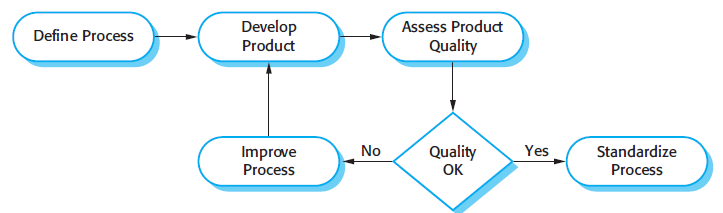 Define Process
Develop
Product
Assess Product
Quality
Improve
Process
No
Quality
OK
Yes
Standardize
Process